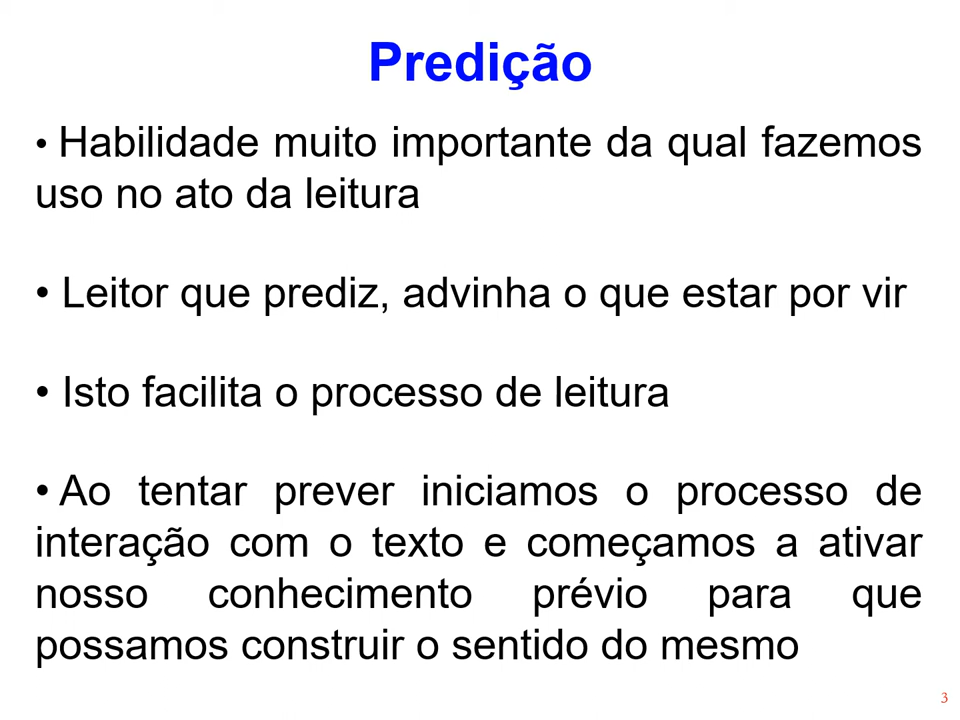 Predição
• Habilidade muito importante da qual fazemos
uso no ato da leitura
• Leitor que prediz, advinha o que estar por vir
• Isto facilita o processo de leitura
• Ao tentar prever iniciamos o processo de
interação com o texto e começamos a ativar
nosso conhecimento prévio para que
possamos construir o sentido do mesmo
3